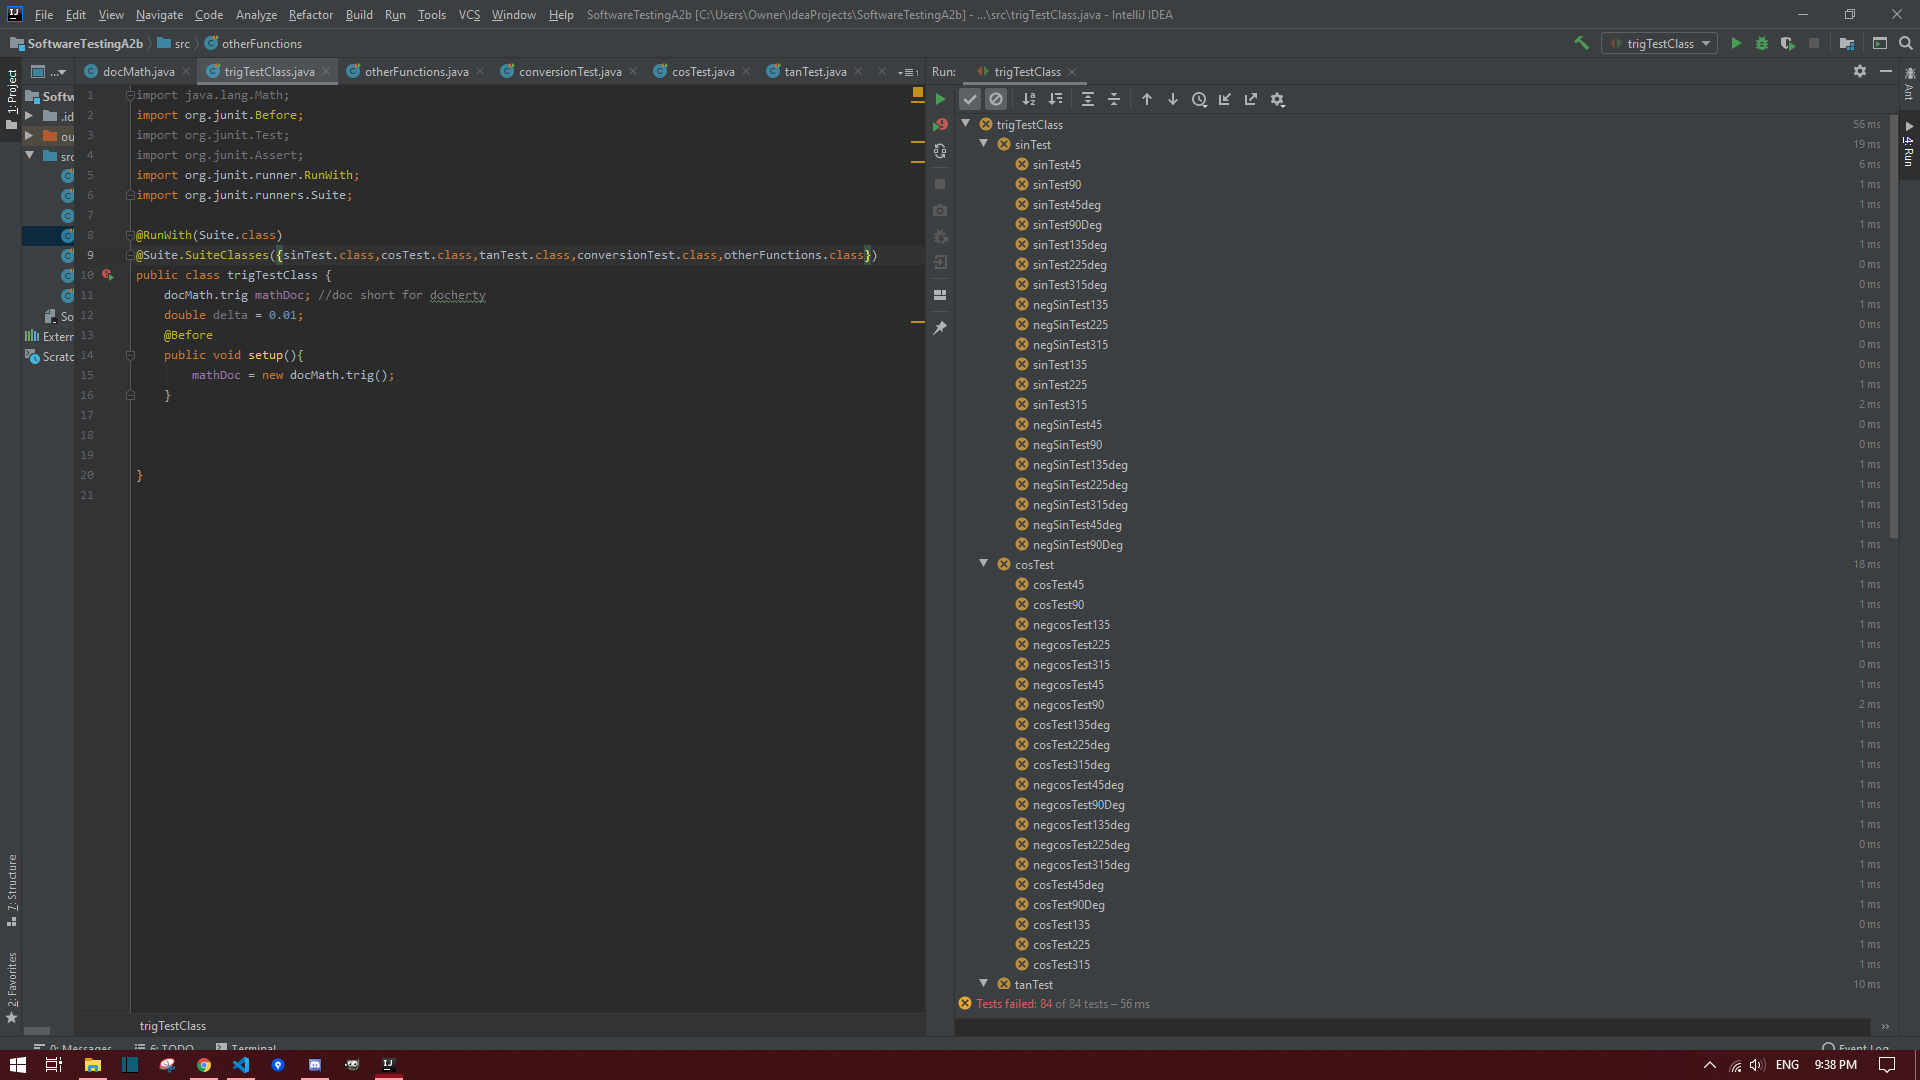 File Edit View Navigate Code Analyze Refactor Build Run Tools VCS Window Help SoftwareTestingA2b [C:\Users\Owner\IdeaProjects\SoftwareTestingA2b] - ...\src\trigTestClass.java - IntelliJ IDEA
SoftwareTestingA2b src otherFunctions
trigTestClass
1: Project
...
docMath.java trigTestClass.java otherFunctions.java conversionTest.java cosTest.java tanTest.java
Softw
.id
ou
src
So
Extern
Scratc
1 import java.lang.Math;
2 import org.junit.Before;
3 import org.junit.Test;
4 import org.junit.Assert;
5 import org.junit.runner.RunWith;
6 import org.junit.runners.Suite;
7
8 @RunWith(Suite.class)
9 @Suite.SuiteClasses({sinTest.class,cosTest.class,tanTest.class,conversionTest.class,otherFunctions.class})
10 public class trigTestClass {
11 docMath.trig mathDoc; //doc short for docherty
12 double delta = 0.01;
13 @Before
14 public void setup(){
15 mathDoc = new docMath.trig();
16 }
17
18
19
20 }
21
trigTestClass
7: Structure
2: Favorites
Run: trigTestClass
trigTestClass 56 ms
sinTest 19 ms
sinTest45 6 ms
sinTest90 1 ms
sinTest45deg 1 ms
sinTest90Deg 1 ms
sinTest135deg 1 ms
sinTest225deg 0 ms
sinTest315deg 0 ms
negSinTest135 1 ms
negSinTest225 0 ms
negSinTest315 0 ms
sinTest135 0 ms
sinTest225 1 ms
sinTest315 2 ms
negSinTest45 0 ms
negSinTest90 0 ms
negSinTest135deg 1 ms
negSinTest225deg 1 ms
negSinTest315deg 1 ms
negSinTest45deg 1 ms
negSinTest90Deg 1 ms
cosTest 18 ms
cosTest45 1 ms
cosTest90 1 ms
negcosTest135 1 ms
negcosTest225 1 ms
negcosTest315 0 ms
negcosTest45 1 ms
negcosTest90 2 ms
cosTest135deg 1 ms
cosTest225deg 1 ms
cosTest315deg 1 ms
negcosTest45deg 1 ms
negcosTest90Deg 1 ms
negcosTest135deg 1 ms
negcosTest225deg 0 ms
negcosTest315deg 1 ms
cosTest45deg 1 ms
cosTest90Deg 1 ms
cosTest135 0 ms
cosTest225 1 ms
cosTest315 1 ms
tanTest 10 ms
Tests failed: 84 of 84 tests – 56 ms
Ant
4: Run
0: Messages 6: TODO Terminal
Event Log
ENG 9:38 PM